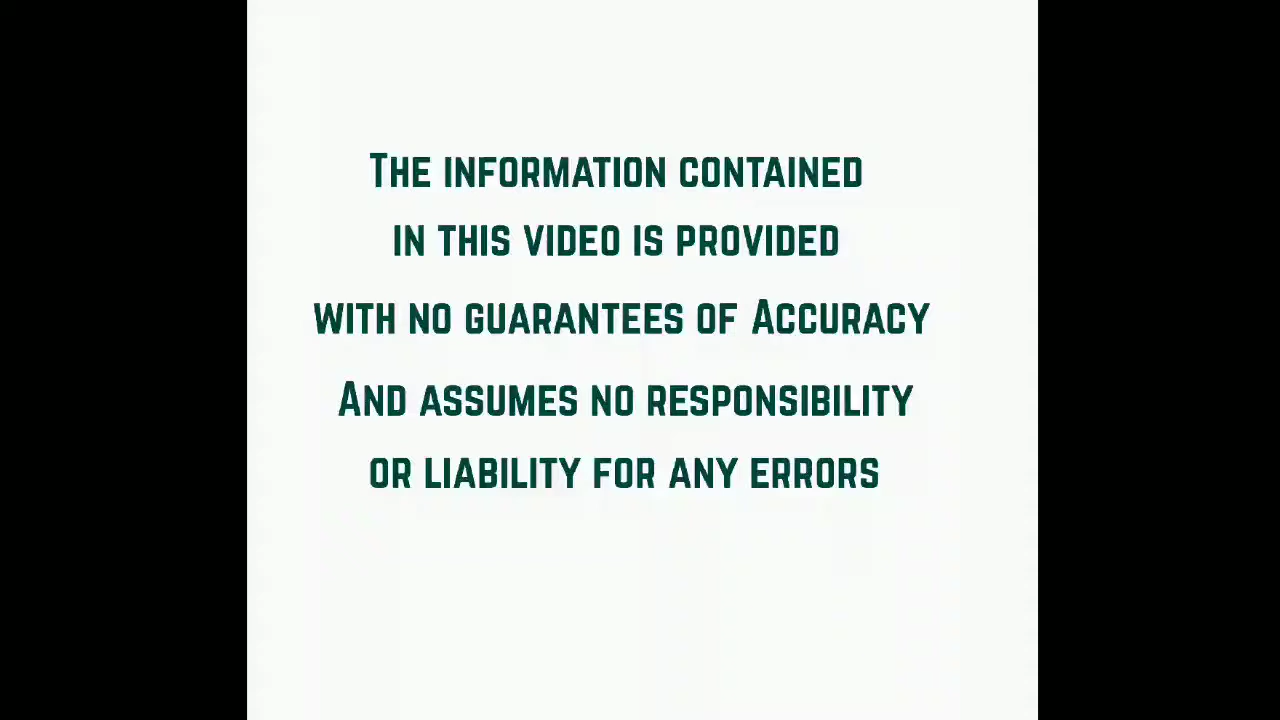 The information contained
in this video is provided
with no guarantees of Accuracy
And assumes no responsibility
or liability for any errors